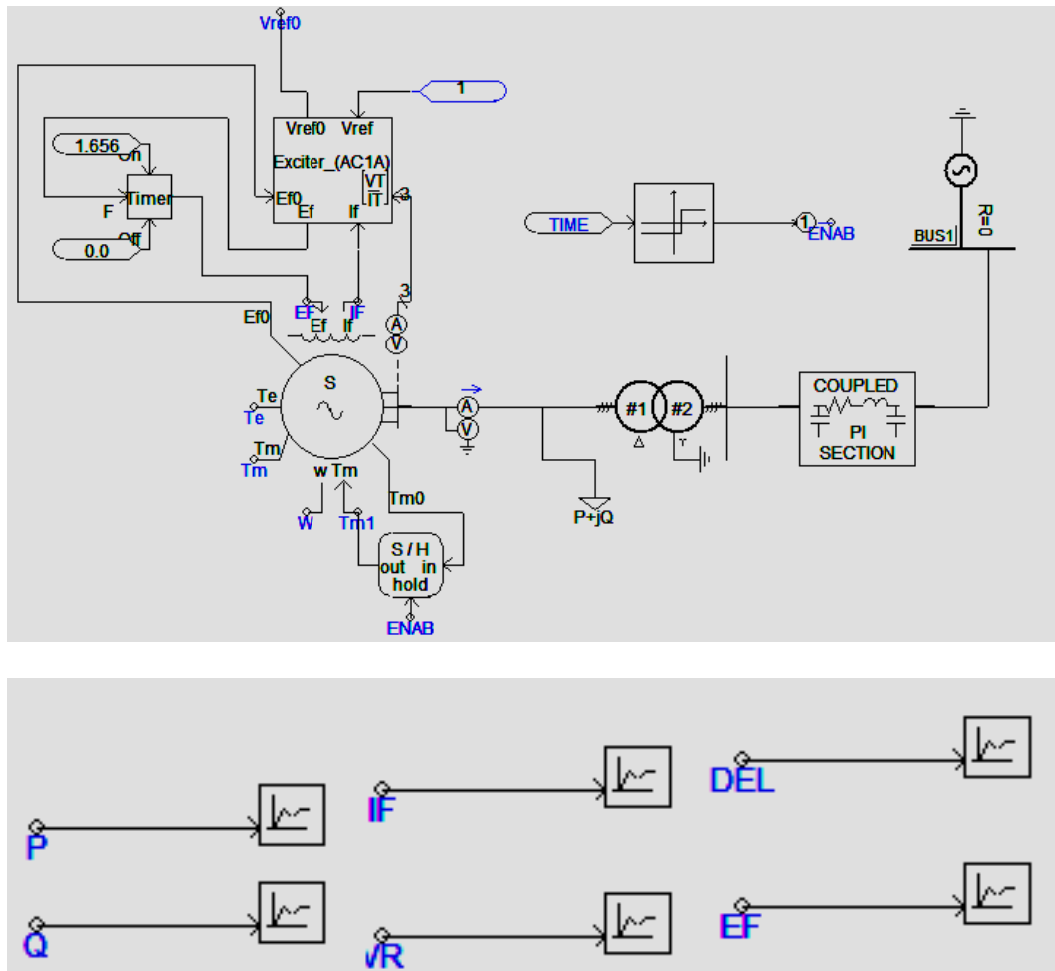 Vref0
1
Vref0 Vref
Exciter_(AC1A)
VT
IT
3
Ef0
Ef If
1.656
On
Timer
F
Off
0.0
TIME
1
ENAB
R=0
BUS1
3
EF IF
Ef If
Ef0
A
V
S
Te
Te
Tm
Tm
w Tm
W
Tm1
Tm0
A
V
#1 #2
P+jQ
COUPLED
PI
SECTION
S / H
out in
hold
ENAB
P
IF
DEL
Q
VR
EF